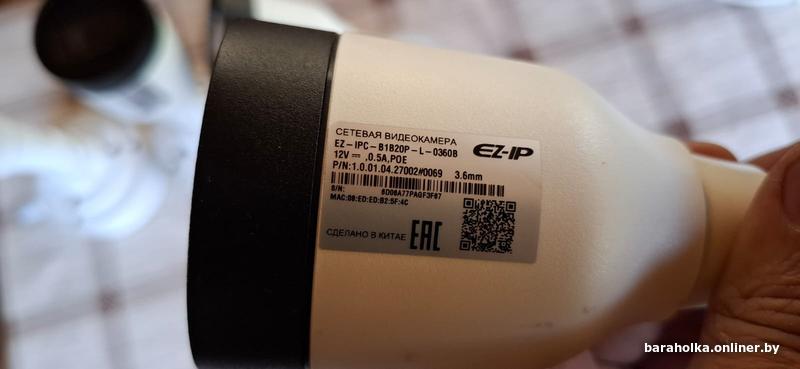 СЕТЕВАЯ ВИДЕОКАМЕРА
EZ-IPC-B1B20P-L-0360B
EZ-IP
12V ⎓ ,0.5A,POE
P/N:1.0.01.04.27002#0069 3.6mm
S/N: 6D08A77PAGF3F67
MAC:08:ED:ED:B2:5F:4C
СДЕЛАНО В КИТАЕ
EAC
baraholka.onliner.by